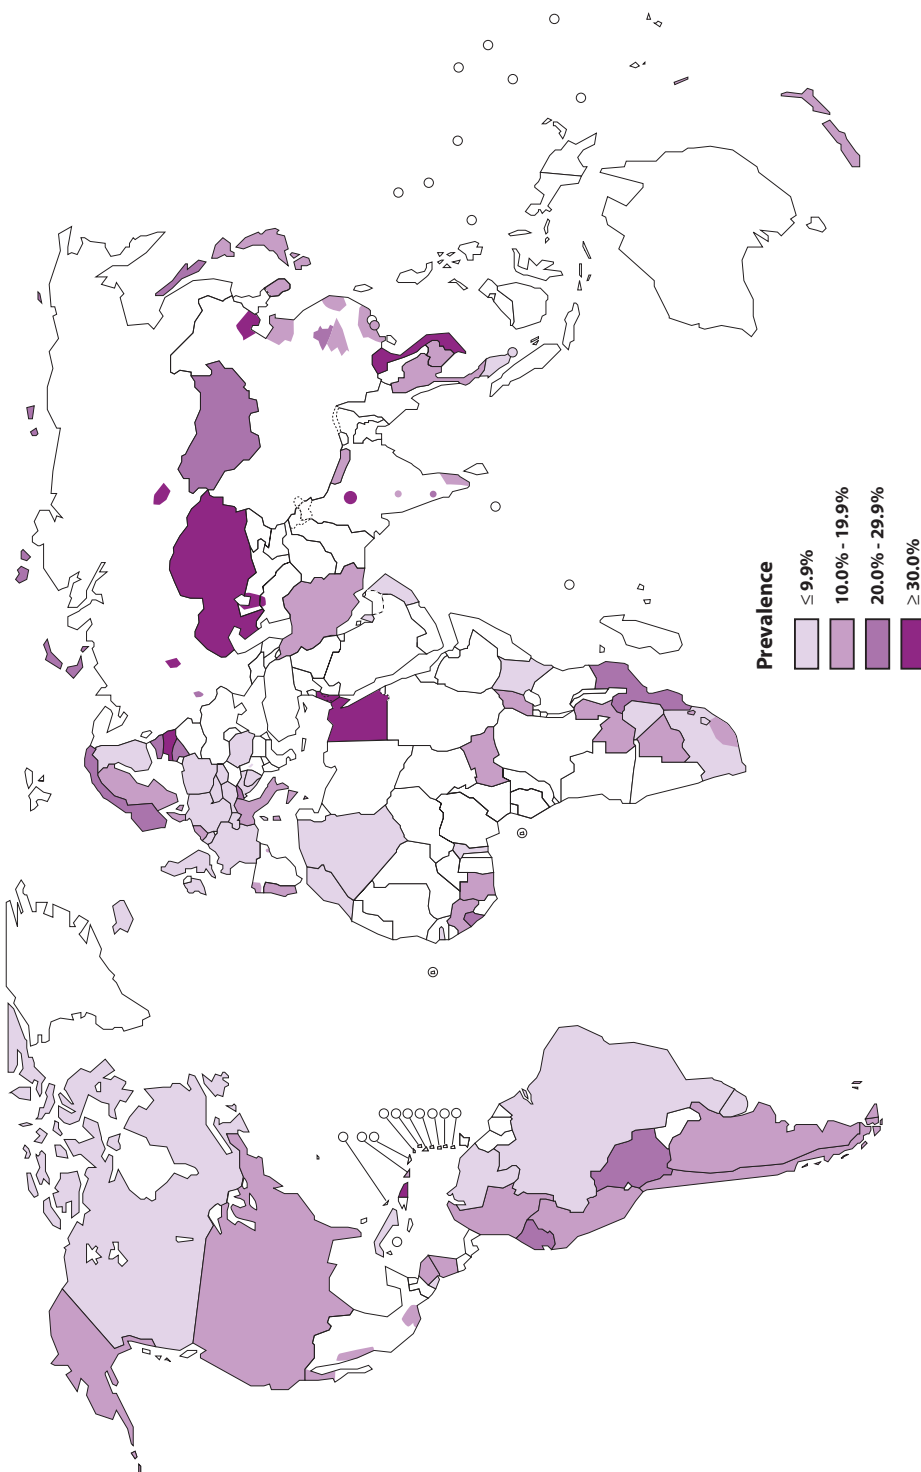 Prevalence
≤ 9.9%
10.0% - 19.9%
20.0% - 29.9%
≥ 30.0%